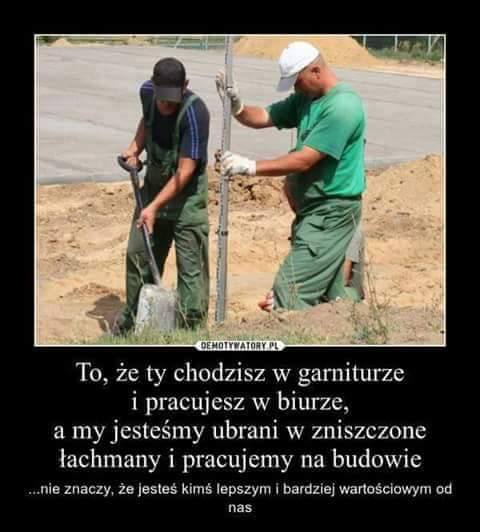 DEMOTYWATORY.PL
To, że ty chodzisz w garniturze
i pracujesz w biurze,
a my jesteśmy ubrani w zniszczone
łachmany i pracujemy na budowie
...nie znaczy, że jesteś kimś lepszym i bardziej wartościowym od
nas